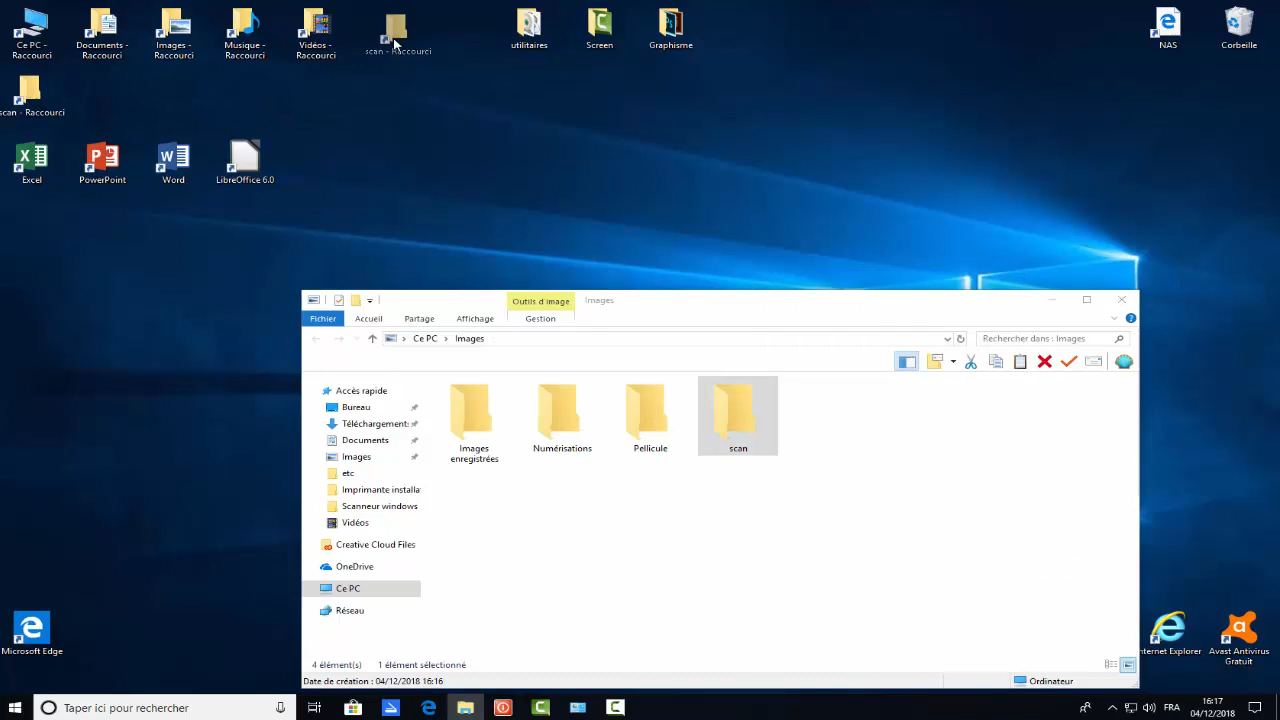 Ce PC - Raccourci
Documents - Raccourci
Images - Raccourci
Musique - Raccourci
Vidéos - Raccourci
scan - Raccourci
utilitaires
Screen
Graphisme
NAS
Corbeille
scan - Raccourci
Excel
PowerPoint
Word
LibreOffice 6.0
Outils d'image
Images
Fichier
Accueil
Partage
Affichage
Gestion
Ce PC > Images
Rechercher dans : Images
Accès rapide
Bureau
Téléchargement:
Documents
Images
etc
Imprimante installa
Scanneur windows
Vidéos
Creative Cloud Files
OneDrive
Ce PC
Réseau
Images enregistrées
Numérisations
Pellicule
scan
4 élément(s)
1 élément sélectionné
Date de création : 04/12/2018 16:16
Ordinateur
Microsoft Edge
Internet Explorer
Avast Antivirus Gratuit
Taper ici pour rechercher
FRA
16:17
04/12/2018